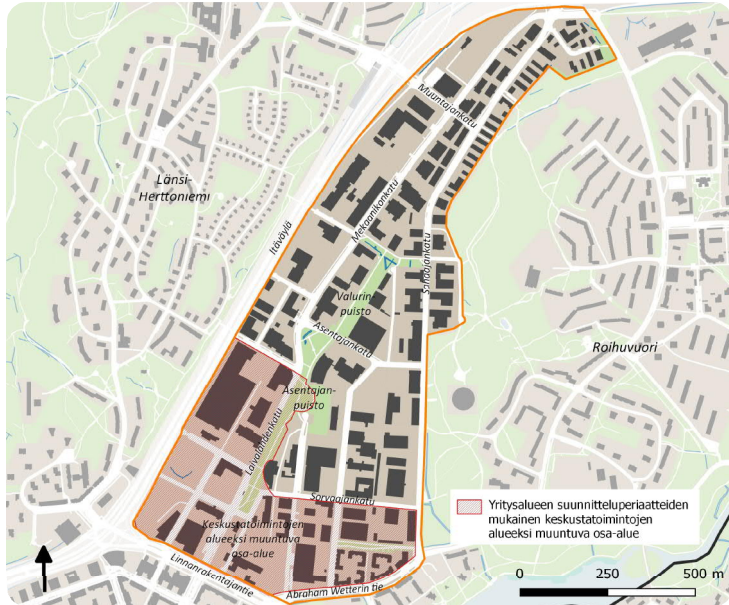 Muuntajankatu
Länsi-
Herttoniemi
Mekaanikonkatu
Itäväylä
Sahaajankatu
Valurin-
puisto
Asentajankatu
Roihuvuori
Asentajan-
puisto
Laivalahdenkatu
Sorvaajankatu
Keskustatoimintojen
alueeksi muuntuva
osa-alue
Linnanrakentajantie
Abraham Wetterin tie
Yritysalueen suunnitteluperiaatteiden
mukainen keskustatoimintojen
alueeksi muuntuva osa-alue
0 250 500 m